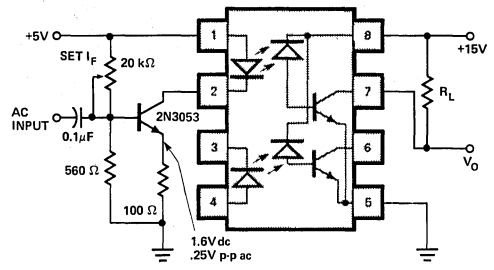 +5V
SET IF
20 kΩ
AC
INPUT
0.1μF
2N3053
560 Ω
100 Ω
1.6V dc
.25V p-p ac
1
2
3
4
8
7
6
5
+15V
RL
VO